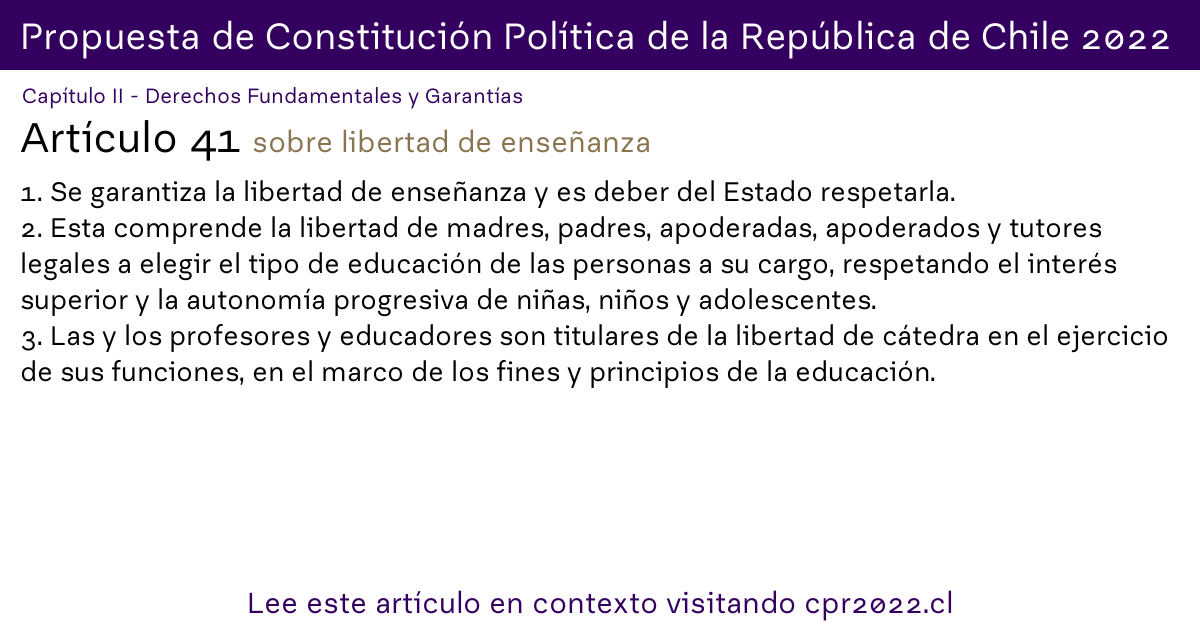 Propuesta de Constitución Política de la República de Chile 2022
Capítulo II - Derechos Fundamentales y Garantías
Artículo 41 sobre libertad de enseñanza
1. Se garantiza la libertad de enseñanza y es deber del Estado respetarla.
2. Esta comprende la libertad de madres, padres, apoderadas, apoderados y tutores
legales a elegir el tipo de educación de las personas a su cargo, respetando el interés
superior y la autonomía progresiva de niñas, niños y adolescentes.
3. Las y los profesores y educadores son titulares de la libertad de cátedra en el ejercicio
de sus funciones, en el marco de los fines y principios de la educación.
Lee este artículo en contexto visitando cpr2022.cl